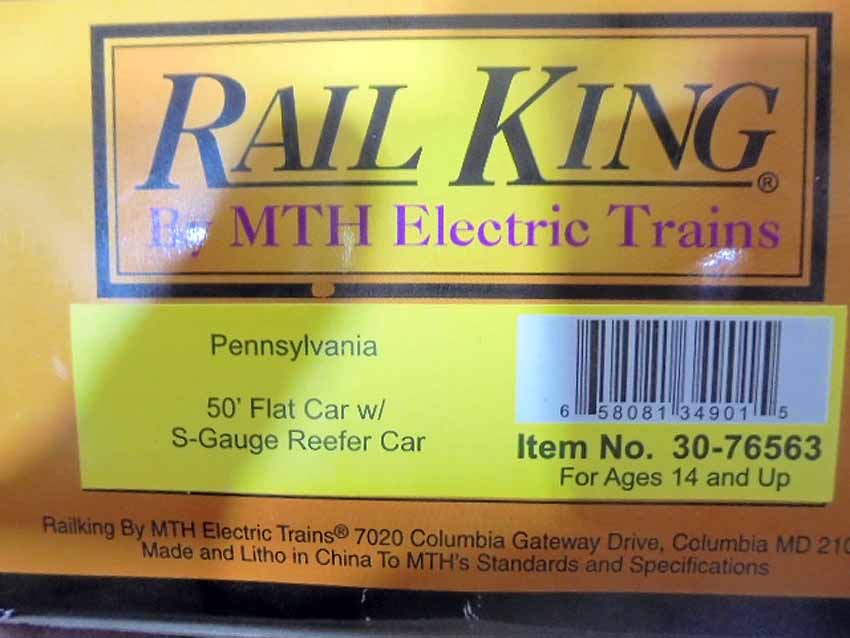 RAIL KING®
By MTH Electric Trains
Pennsylvania
50' Flat Car w/
S-Gauge Reefer Car
6 58081 34901 5
Item No. 30-76563
For Ages 14 and Up
Railking By MTH Electric Trains® 7020 Columbia Gateway Drive, Columbia MD 210
Made and Litho in China To MTH's Standards and Specifications